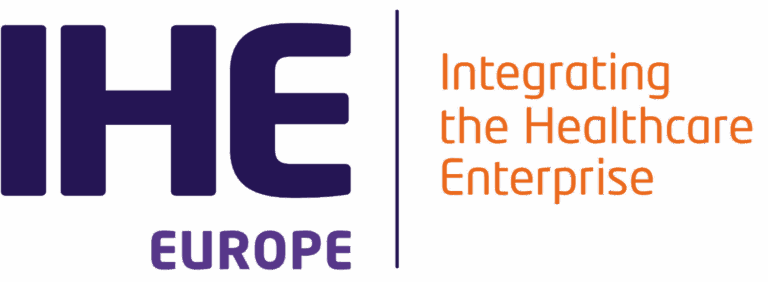 IHE
EUROPE
Integrating
the Healthcare
Enterprise